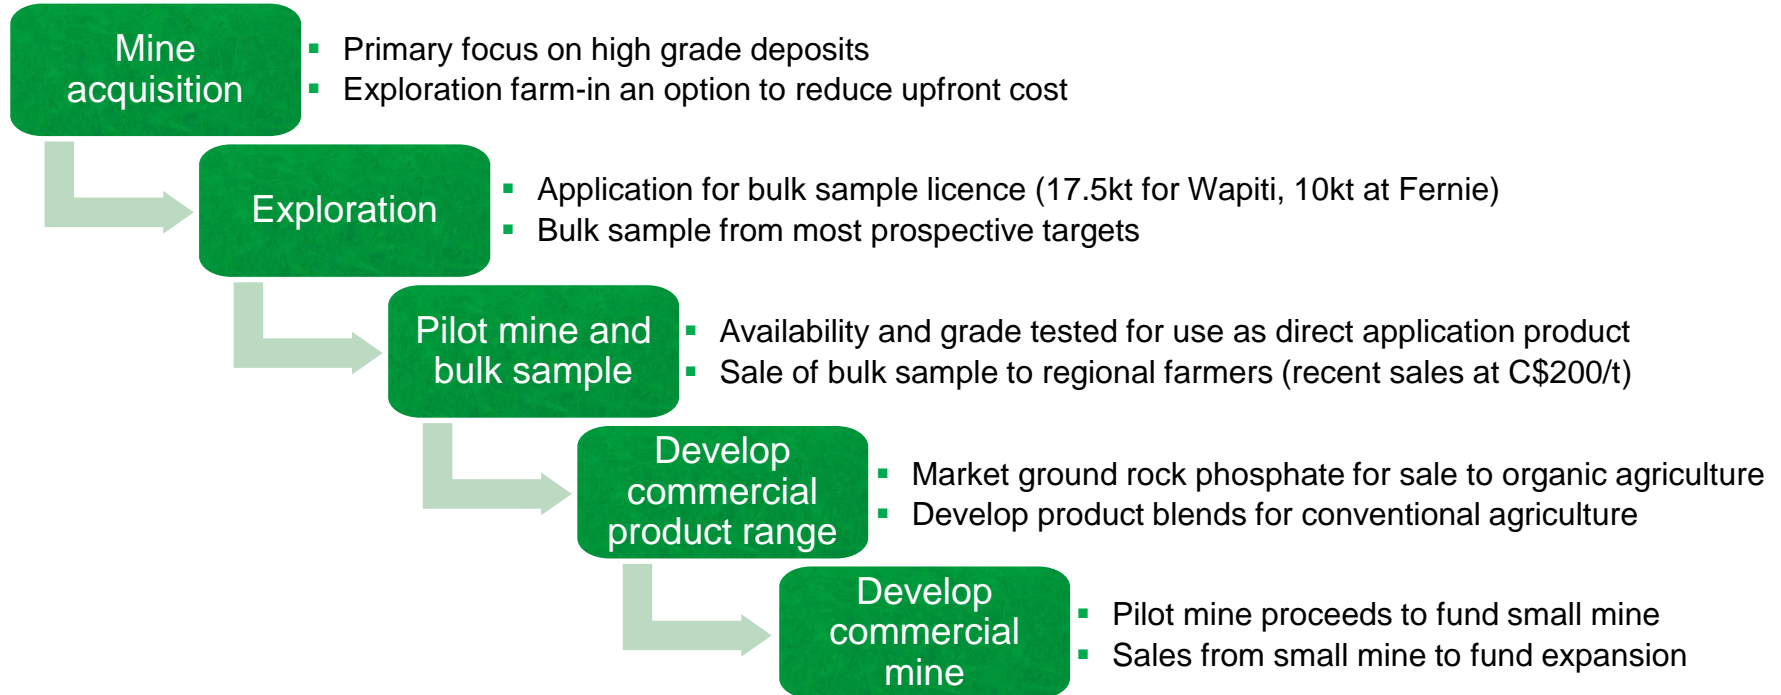 Mine
acquisition
▪ Primary focus on high grade deposits
▪ Exploration farm-in an option to reduce upfront cost
Exploration
▪ Application for bulk sample licence (17.5kt for Wapiti, 10kt at Fernie)
▪ Bulk sample from most prospective targets
Pilot mine and
bulk sample
▪ Availability and grade tested for use as direct application product
▪ Sale of bulk sample to regional farmers (recent sales at C$200/t)
Develop
commercial
product range
▪ Market ground rock phosphate for sale to organic agriculture
▪ Develop product blends for conventional agriculture
Develop
commercial
mine
▪ Pilot mine proceeds to fund small mine
▪ Sales from small mine to fund expansion